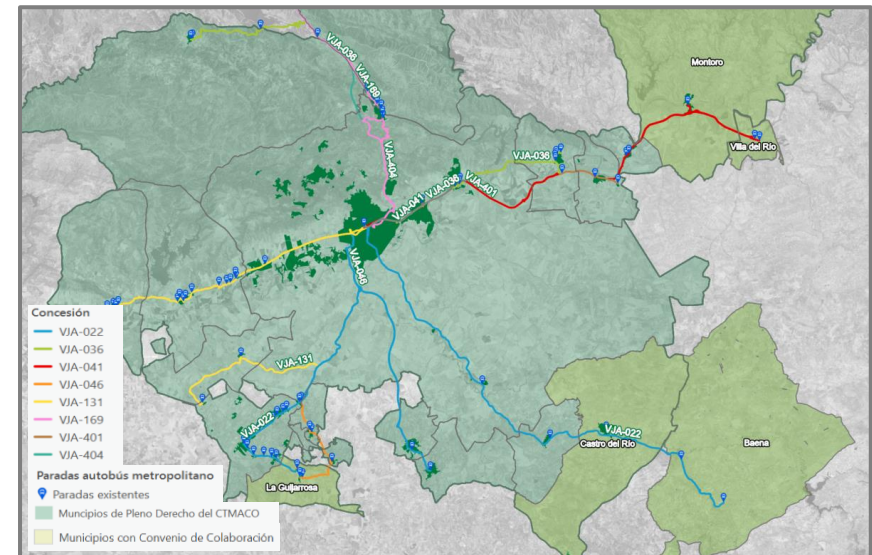 VJA-036
VJA-169
Montoro
Villa del Río
VJA-404
VJA-036
VJA-401
VJA-041
VJA-036
VJA-046
VJA-131
VJA-022
VJA-022
Castro del Río
Baena
La Guijarrosa
Concesión
VJA-022
VJA-036
VJA-041
VJA-046
VJA-131
VJA-169
VJA-401
VJA-404
Paradas autobús metropolitano
Paradas existentes
Muncipios de Pleno Derecho del CTMACO
Municipios con Convenio de Colaboración